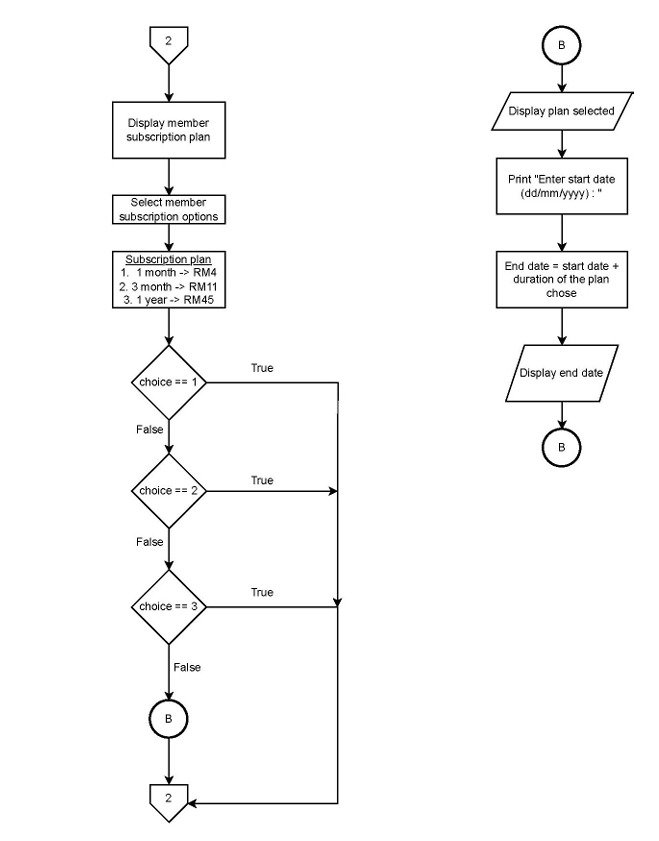 2
Display member
subscription plan
Select member
subscription options
Subscription plan
1. 1 month -> RM4
2. 3 month -> RM11
3. 1 year -> RM45
choice == 1
True
False
choice == 2
True
False
choice == 3
True
False
B
2
B
Display plan selected
Print "Enter start date
(dd/mm/yyyy) : "
End date = start date +
duration of the plan
chose
Display end date
B